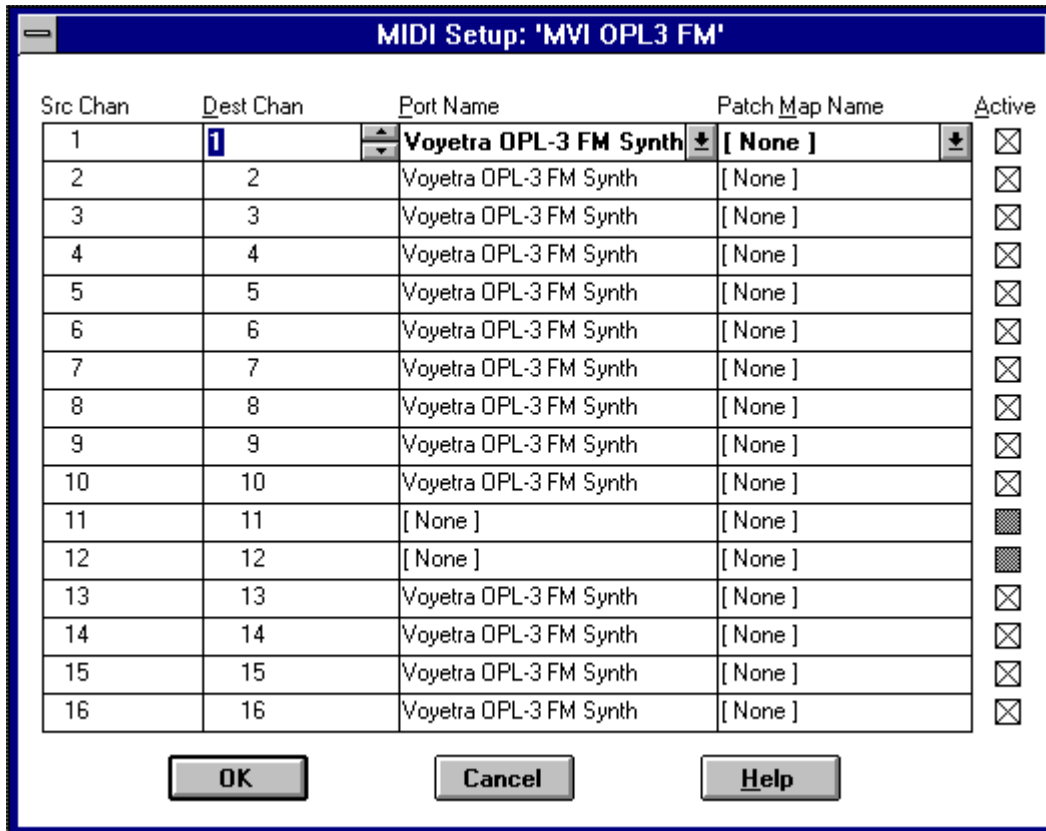 MIDI Setup: 'MVI OPL3 FM'
Src Chan Dest Chan Port Name Patch Map Name Active
1 1 Voyetra OPL-3 FM Synth [ None ]
2 2 Voyetra OPL-3 FM Synth [ None ]
3 3 Voyetra OPL-3 FM Synth [ None ]
4 4 Voyetra OPL-3 FM Synth [ None ]
5 5 Voyetra OPL-3 FM Synth [ None ]
6 6 Voyetra OPL-3 FM Synth [ None ]
7 7 Voyetra OPL-3 FM Synth [ None ]
8 8 Voyetra OPL-3 FM Synth [ None ]
9 9 Voyetra OPL-3 FM Synth [ None ]
10 10 Voyetra OPL-3 FM Synth [ None ]
11 11 [ None ] [ None ]
12 12 [ None ] [ None ]
13 13 Voyetra OPL-3 FM Synth [ None ]
14 14 Voyetra OPL-3 FM Synth [ None ]
15 15 Voyetra OPL-3 FM Synth [ None ]
16 16 Voyetra OPL-3 FM Synth [ None ]
OK Cancel Help